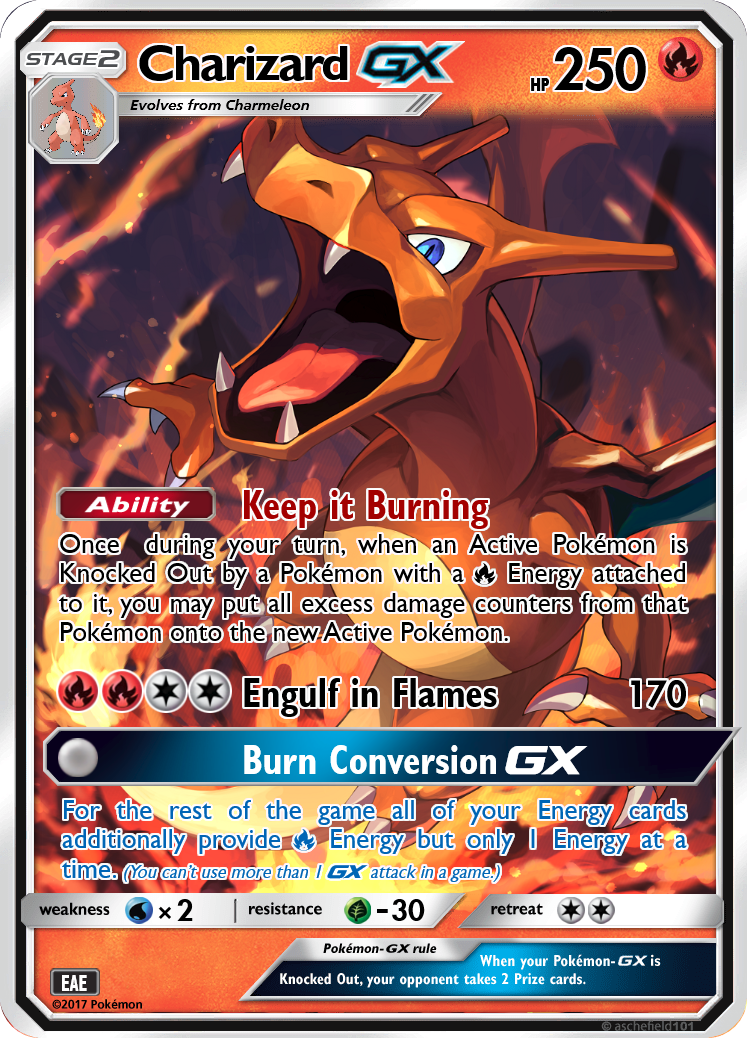 STAGE2 Charizard GX HP 250
Evolves from Charmeleon
Ability Keep it Burning
Once during your turn, when an Active Pokémon is
Knocked Out by a Pokémon with a Energy attached
to it, you may put all excess damage counters from that
Pokémon onto the new Active Pokémon.
Engulf in Flames 170
Burn Conversion GX
For the rest of the game all of your Energy cards
additionally provide Energy but only 1 Energy at a
time. (You can't use more than 1 GX attack in a game.)
weakness × 2 resistance -30 retreat
Pokémon-GX rule
When your Pokémon-GX is
Knocked Out, your opponent takes 2 Prize cards.
EAE
©2017 Pokémon
© aschefield101